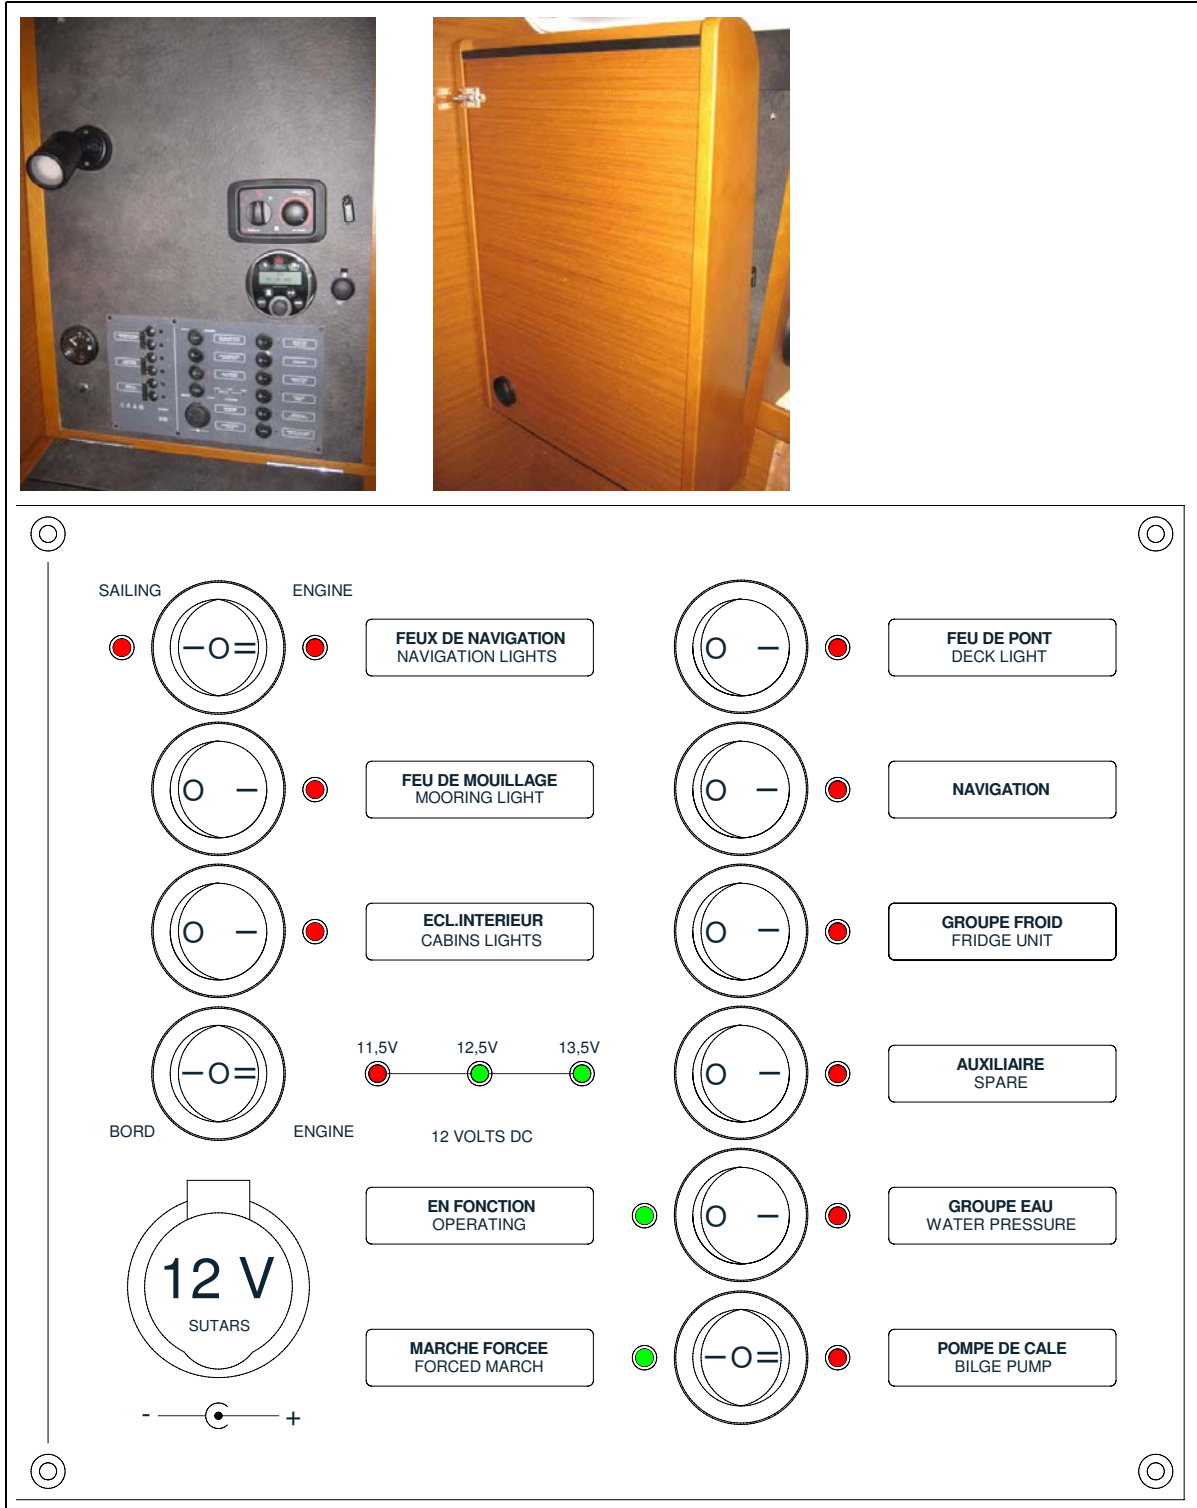 SAILING
ENGINE
— O =
FEUX DE NAVIGATION
NAVIGATION LIGHTS
O —
FEU DE PONT
DECK LIGHT
O —
FEU DE MOUILLAGE
MOORING LIGHT
O —
NAVIGATION
O —
ECL.INTERIEUR
CABINS LIGHTS
O —
GROUPE FROID
FRIDGE UNIT
— O =
BORD
ENGINE
11,5V 12,5V 13,5V
12 VOLTS DC
O —
AUXILIAIRE
SPARE
EN FONCTION
OPERATING
O —
GROUPE EAU
WATER PRESSURE
12 V
SUTARS
- +
MARCHE FORCEE
FORCED MARCH
— O =
POMPE DE CALE
BILGE PUMP